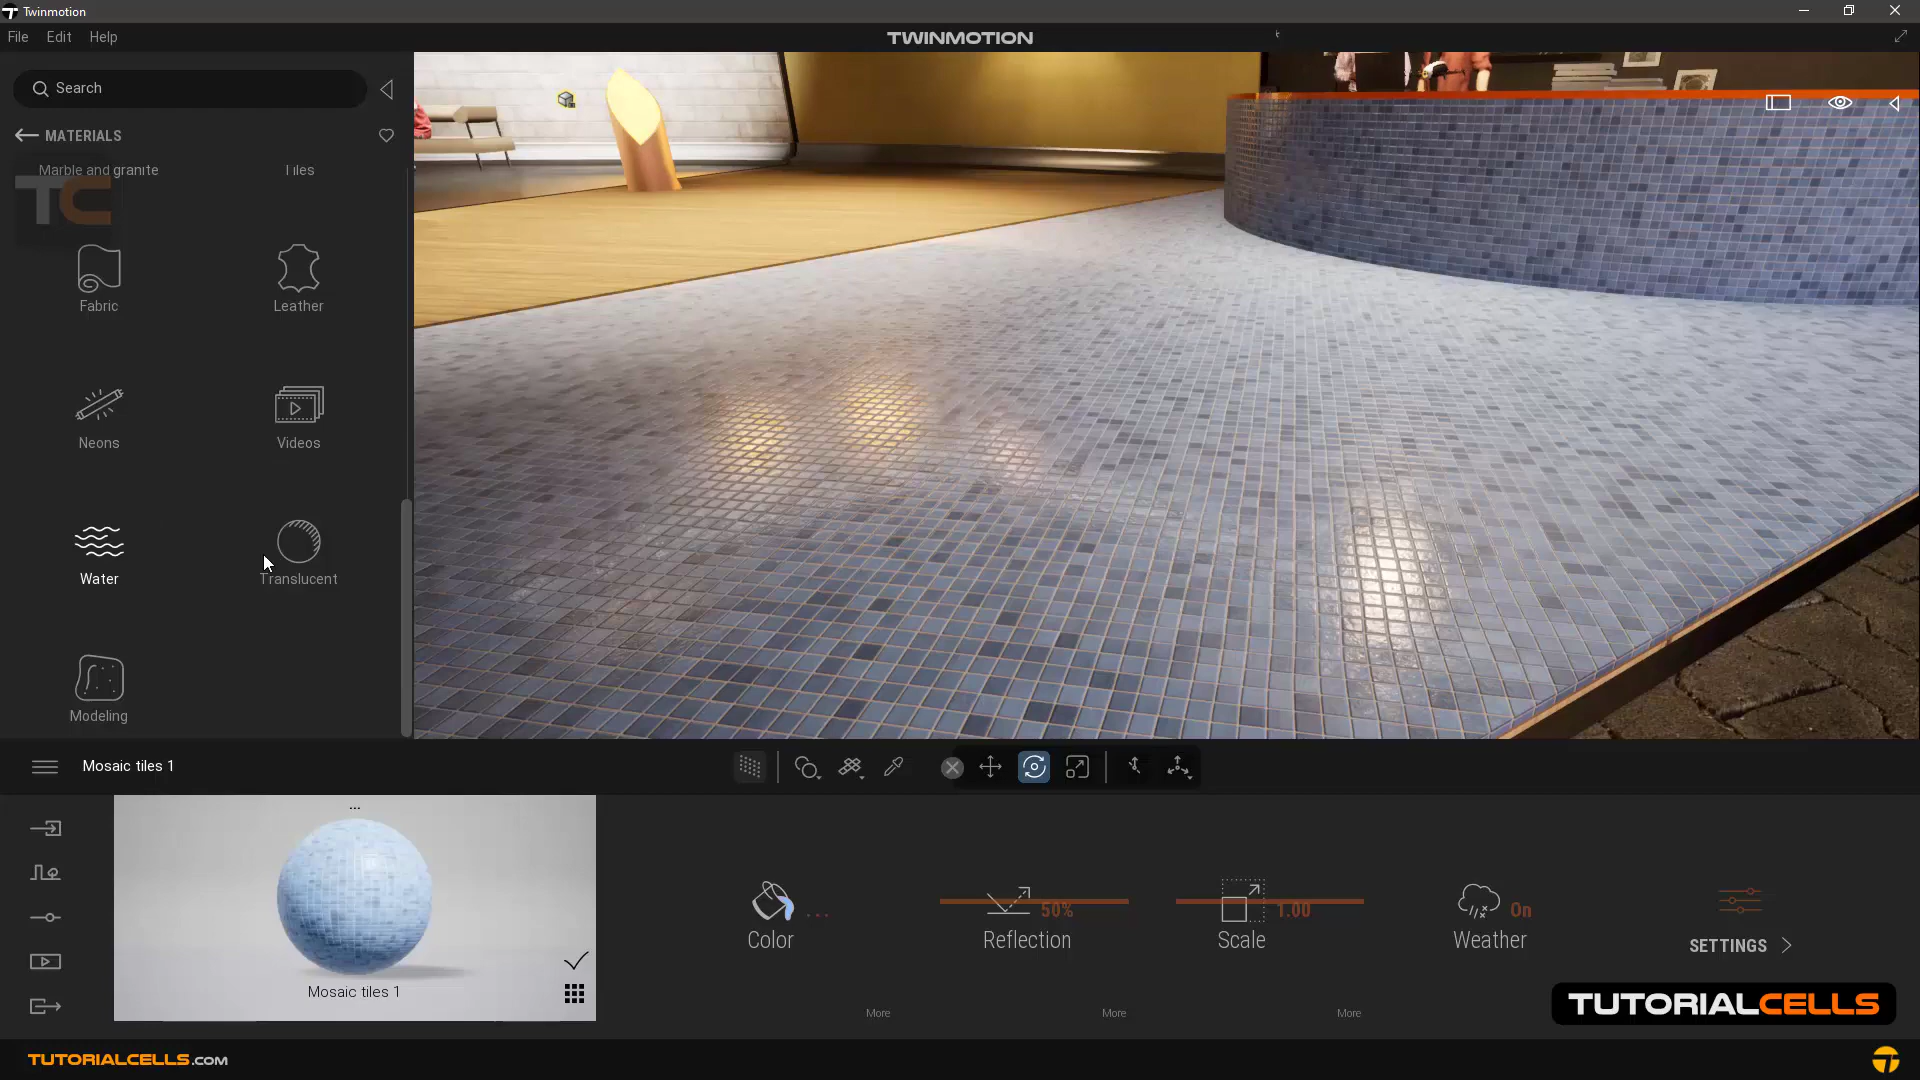 Twinmotion
File Edit Help
TWINMOTION
Search
MATERIALS
Marble and granite
Tiles
TC
Fabric
Leather
Neons
Videos
Water
Translucent
Modeling
Mosaic tiles 1
...
Mosaic tiles 1
...
Color
More
50%
Reflection
More
1.00
Scale
More
On
Weather
SETTINGS
TUTORIALCELLS
TUTORIALCELLS.COM